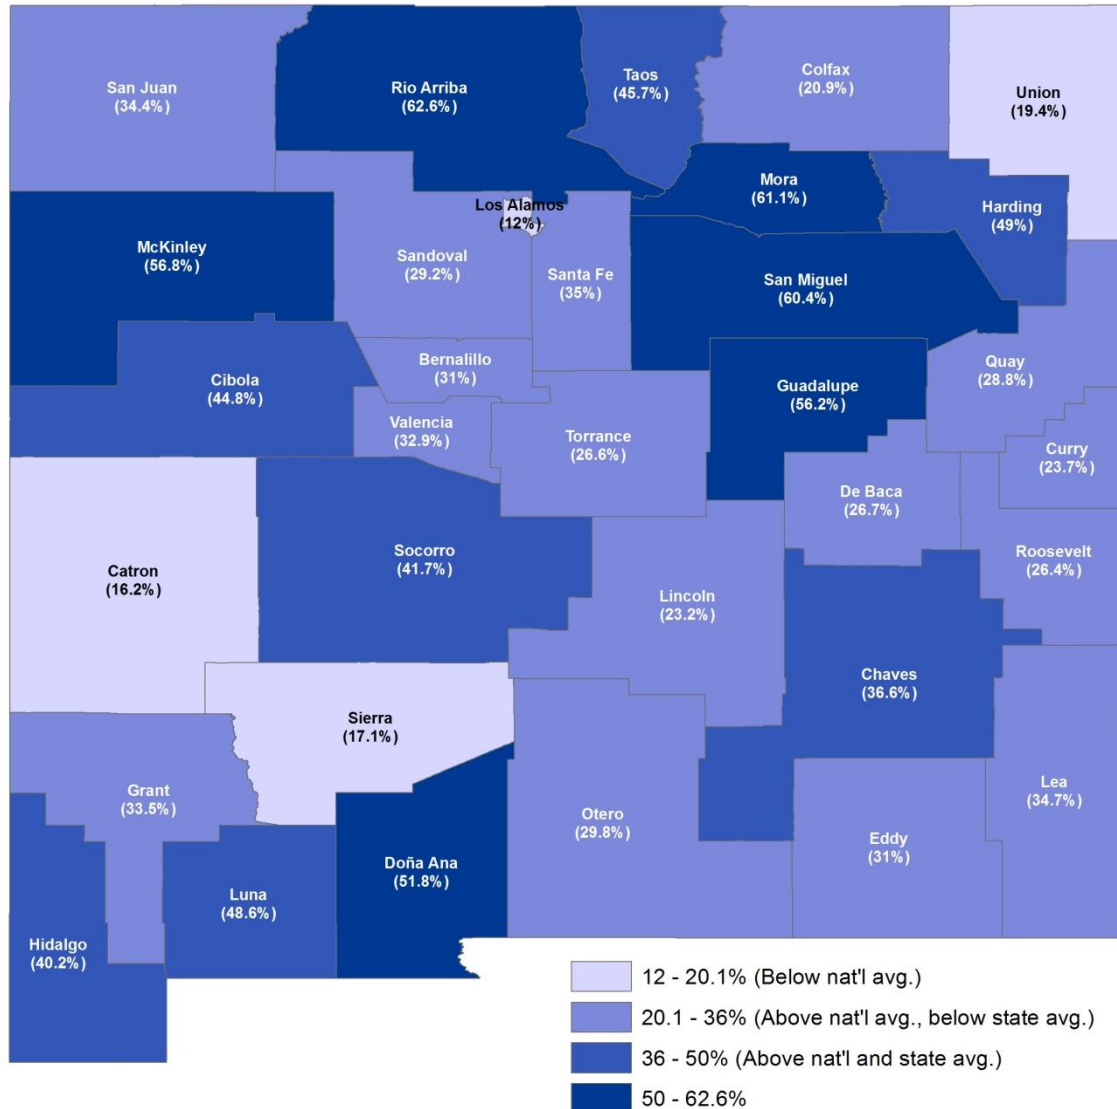 San Juan
(34.4%)
Rio Arriba
(62.6%)
Taos
(45.7%)
Colfax
(20.9%)
Union
(19.4%)
Mora
(61.1%)
Harding
(49%)
Los Alamos
(12%)
McKinley
(56.8%)
Sandoval
(29.2%)
Santa Fe
(35%)
San Miguel
(60.4%)
Cibola
(44.8%)
Bernalillo
(31%)
Guadalupe
(56.2%)
Quay
(28.8%)
Valencia
(32.9%)
Torrance
(26.6%)
Curry
(23.7%)
De Baca
(26.7%)
Catron
(16.2%)
Socorro
(41.7%)
Roosevelt
(26.4%)
Lincoln
(23.2%)
Chaves
(36.6%)
Sierra
(17.1%)
Grant
(33.5%)
Otero
(29.8%)
Lea
(34.7%)
Eddy
(31%)
Doña Ana
(51.8%)
Luna
(48.6%)
Hidalgo
(40.2%)
12 - 20.1% (Below nat'l avg.)
20.1 - 36% (Above nat'l avg., below state avg.)
36 - 50% (Above nat'l and state avg.)
50 - 62.6%